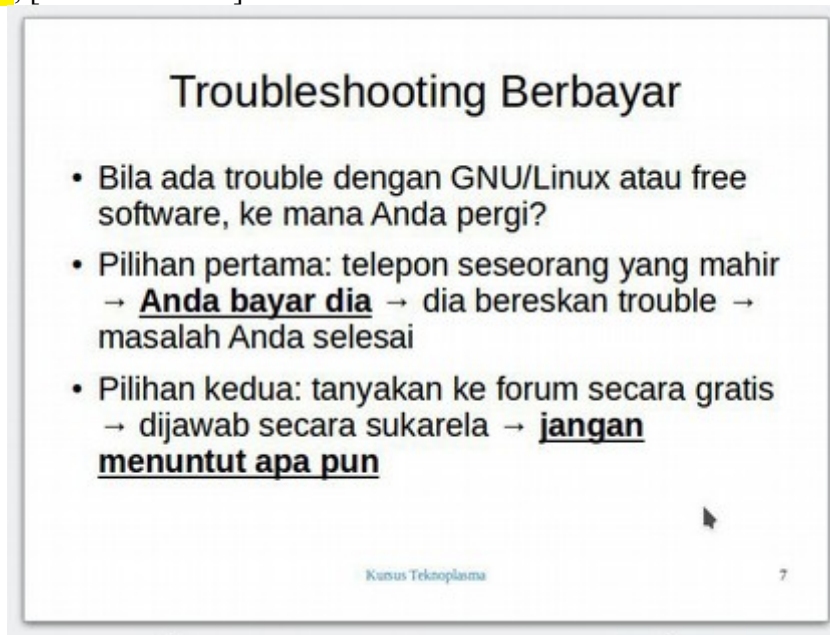 Troubleshooting Berbayar
• Bila ada trouble dengan GNU/Linux atau free
software, ke mana Anda pergi?
• Pilihan pertama: telepon seseorang yang mahir
→ Anda bayar dia → dia bereskan trouble →
masalah Anda selesai
• Pilihan kedua: tanyakan ke forum secara gratis
→ dijawab secara sukarela → jangan
menuntut apa pun
Kursus Teknoplasma
7